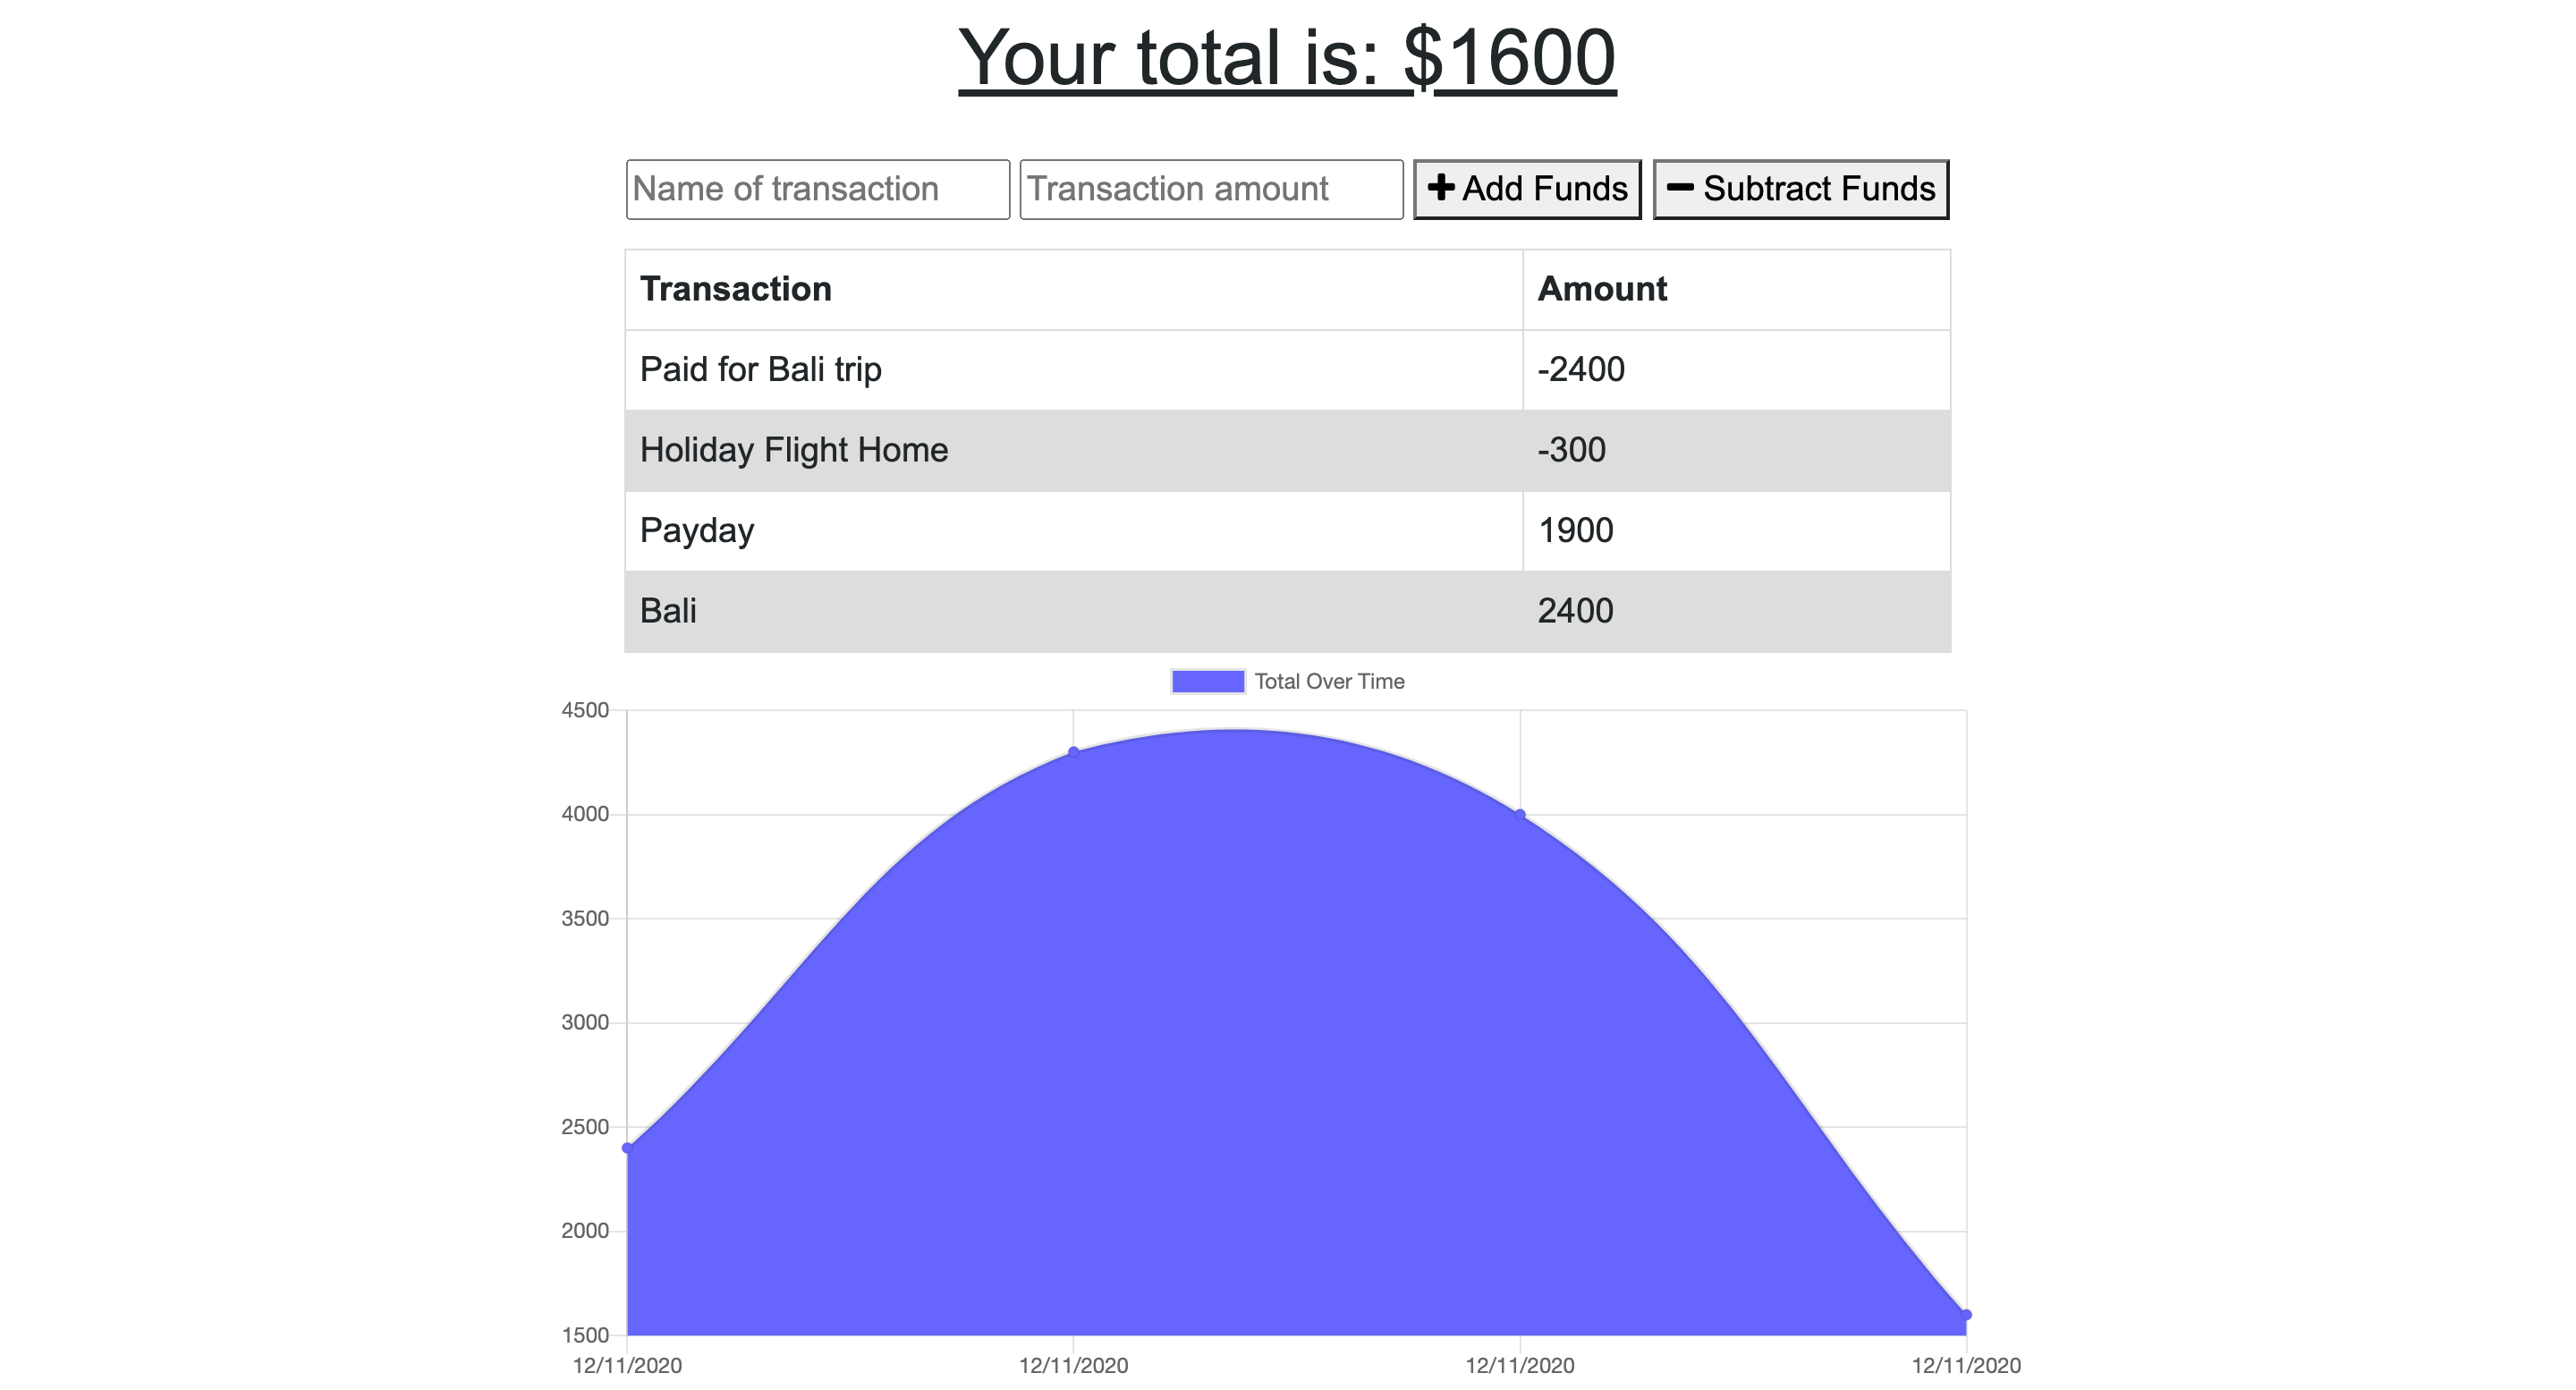 Your total is: $1600
Name of transaction Transaction amount Add Funds Subtract Funds
Transaction Amount
Paid for Bali trip -2400
Holiday Flight Home -300
Payday 1900
Bali 2400
Total Over Time
4500
4000
3500
3000
2500
2000
1500
12/11/2020 12/11/2020 12/11/2020 12/11/2020